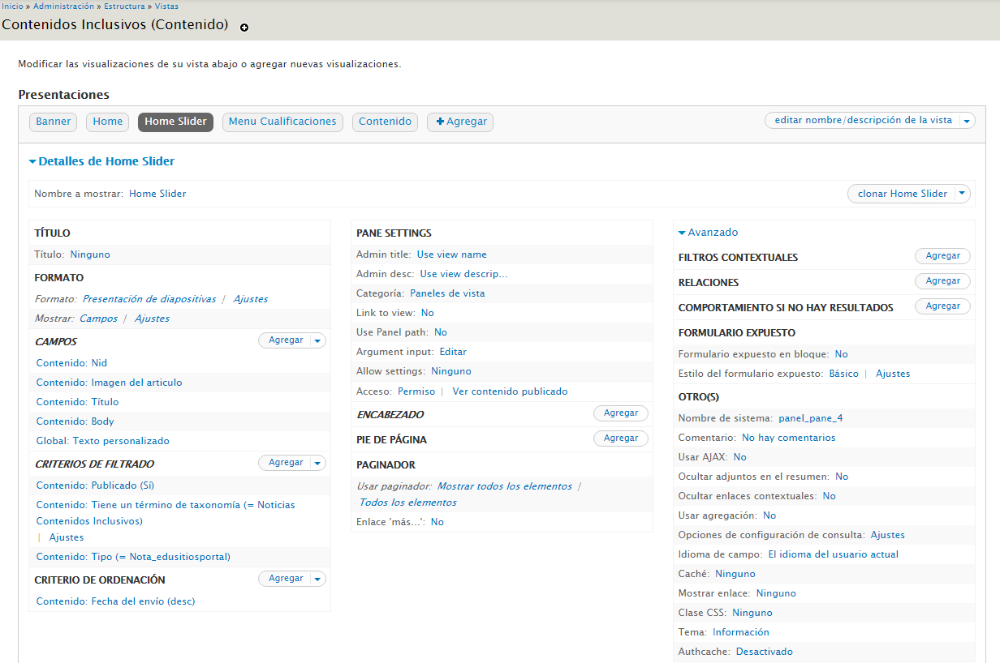 Inicio » Administración » Estructura » Vistas
Contenidos Inclusivos (Contenido)
Modificar las visualizaciones de su vista abajo o agregar nuevas visualizaciones.
Presentaciones
Banner Home Home Slider Menu Cualificaciones Contenido Agregar editar nombre/descripción de la vista
Detalles de Home Slider
Nombre a mostrar: Home Slider clonar Home Slider
TÍTULO
Título: Ninguno
FORMATO
Formato: Presentación de diapositivas | Ajustes
Mostrar: Campos | Ajustes
CAMPOS Agregar
Contenido: Nid
Contenido: Imagen del articulo
Contenido: Título
Contenido: Body
Global: Texto personalizado
CRITERIOS DE FILTRADO Agregar
Contenido: Publicado (Sí)
Contenido: Tiene un término de taxonomía (= Noticias
Contenidos Inclusivos)
| Ajustes
Contenido: Tipo (= Nota_edusitiosportal)
CRITERIO DE ORDENACIÓN Agregar
Contenido: Fecha del envío (desc)
PANE SETTINGS
Admin title: Use view name
Admin desc: Use view descrip...
Categoría: Paneles de vista
Link to view: No
Use Panel path: No
Argument input: Editar
Allow settings: Ninguno
Acceso: Permiso | Ver contenido publicado
ENCABEZADO Agregar
PIE DE PÁGINA Agregar
PAGINADOR
Usar paginador: Mostrar todos los elementos |
Todos los elementos
Enlace 'más...': No
Avanzado
FILTROS CONTEXTUALES Agregar
RELACIONES Agregar
COMPORTAMIENTO SI NO HAY RESULTADOS Agregar
FORMULARIO EXPUESTO
Formulario expuesto en bloque: No
Estilo del formulario expuesto: Básico | Ajustes
OTRO(S)
Nombre de sistema: panel_pane_4
Comentario: No hay comentarios
Usar AJAX: No
Ocultar adjuntos en el resumen: No
Ocultar enlaces contextuales: No
Usar agregación: No
Opciones de configuración de consulta: Ajustes
Idioma de campo: El idioma del usuario actual
Caché: Ninguno
Mostrar enlace: Ninguno
Clase CSS: Ninguno
Tema: Información
Authcache: Desactivado